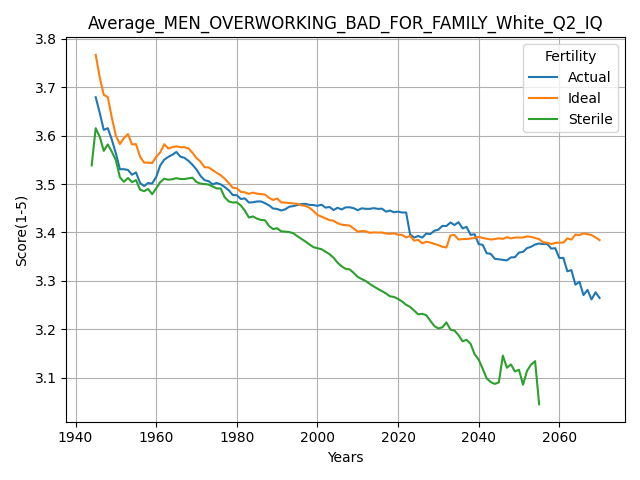 Average_MEN_OVERWORKING_BAD_FOR_FAMILY_White_Q2_IQ
Fertility
Actual
Ideal
Sterile
Score(1-5)
3.8
3.7
3.6
3.5
3.4
3.3
3.2
3.1
1940 1960 1980 2000 2020 2040 2060
Years